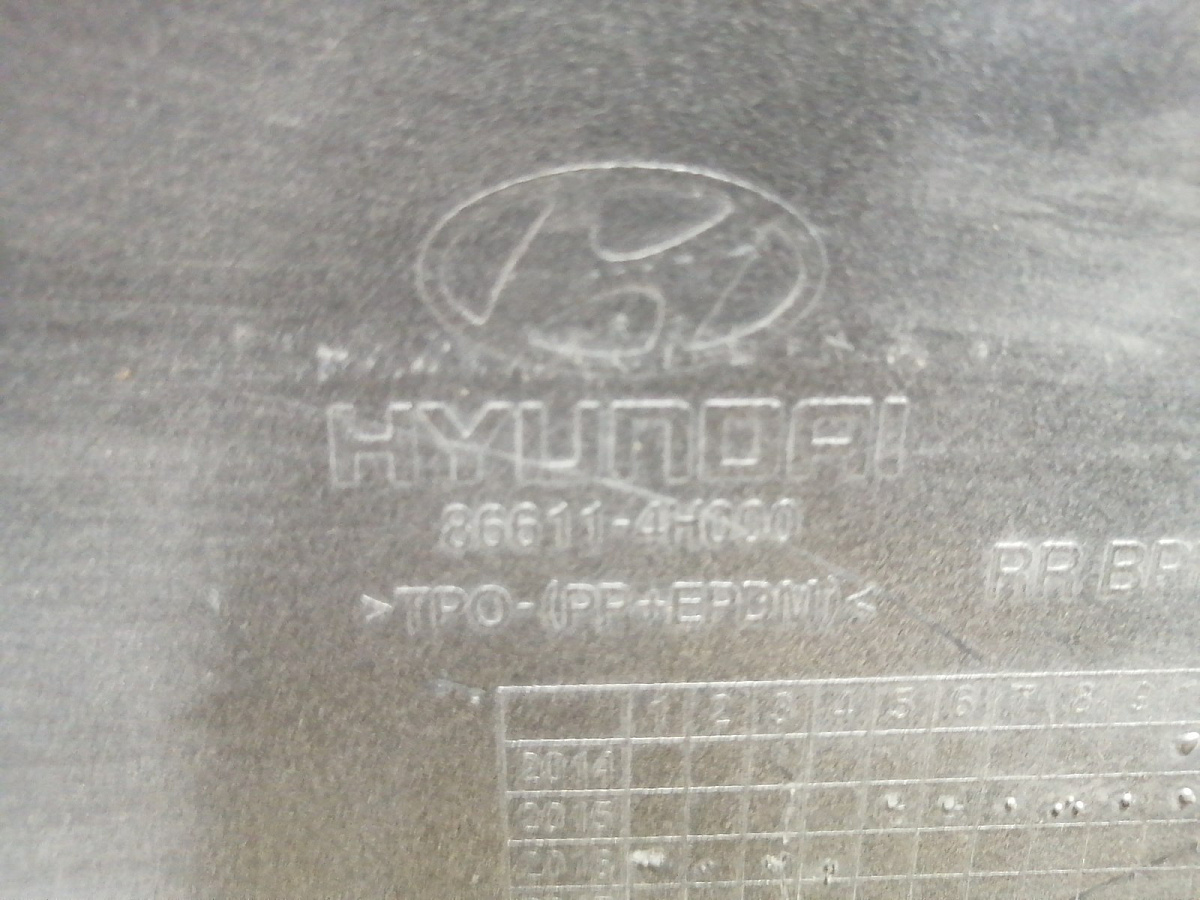 HYUNDAI
86611-4H000
>TPO-(PP+EPDM)<
RR BP
1 2 3 4 5 6 7 8 9
2014
2015
2016